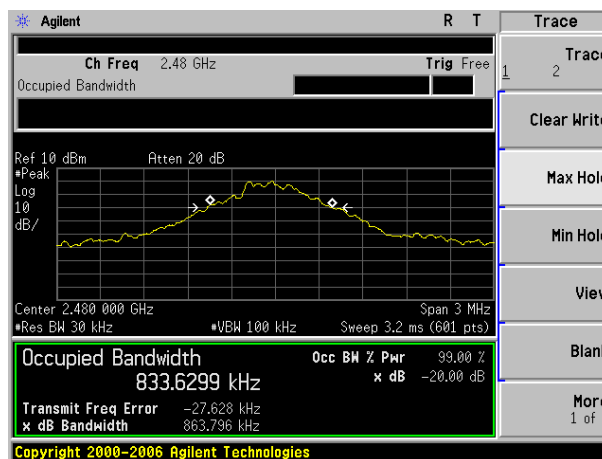 Agilent R T Trace
Ch Freq 2.48 GHz Trig Free
Occupied Bandwidth
Trace
1 2
Clear Write
Max Hold
Min Hold
View
Blank
More
1 of
Ref 10 dBm Atten 20 dB
#Peak
Log
10
dB/
Center 2.480 000 GHz Span 3 MHz
#Res BW 30 kHz #VBW 100 kHz Sweep 3.2 ms (601 pts)
Occupied Bandwidth Occ BW % Pwr 99.00 %
833.6299 kHz x dB -20.00 dB
Transmit Freq Error -27.628 kHz
x dB Bandwidth 863.796 kHz
Copyright 2000-2006 Agilent Technologies